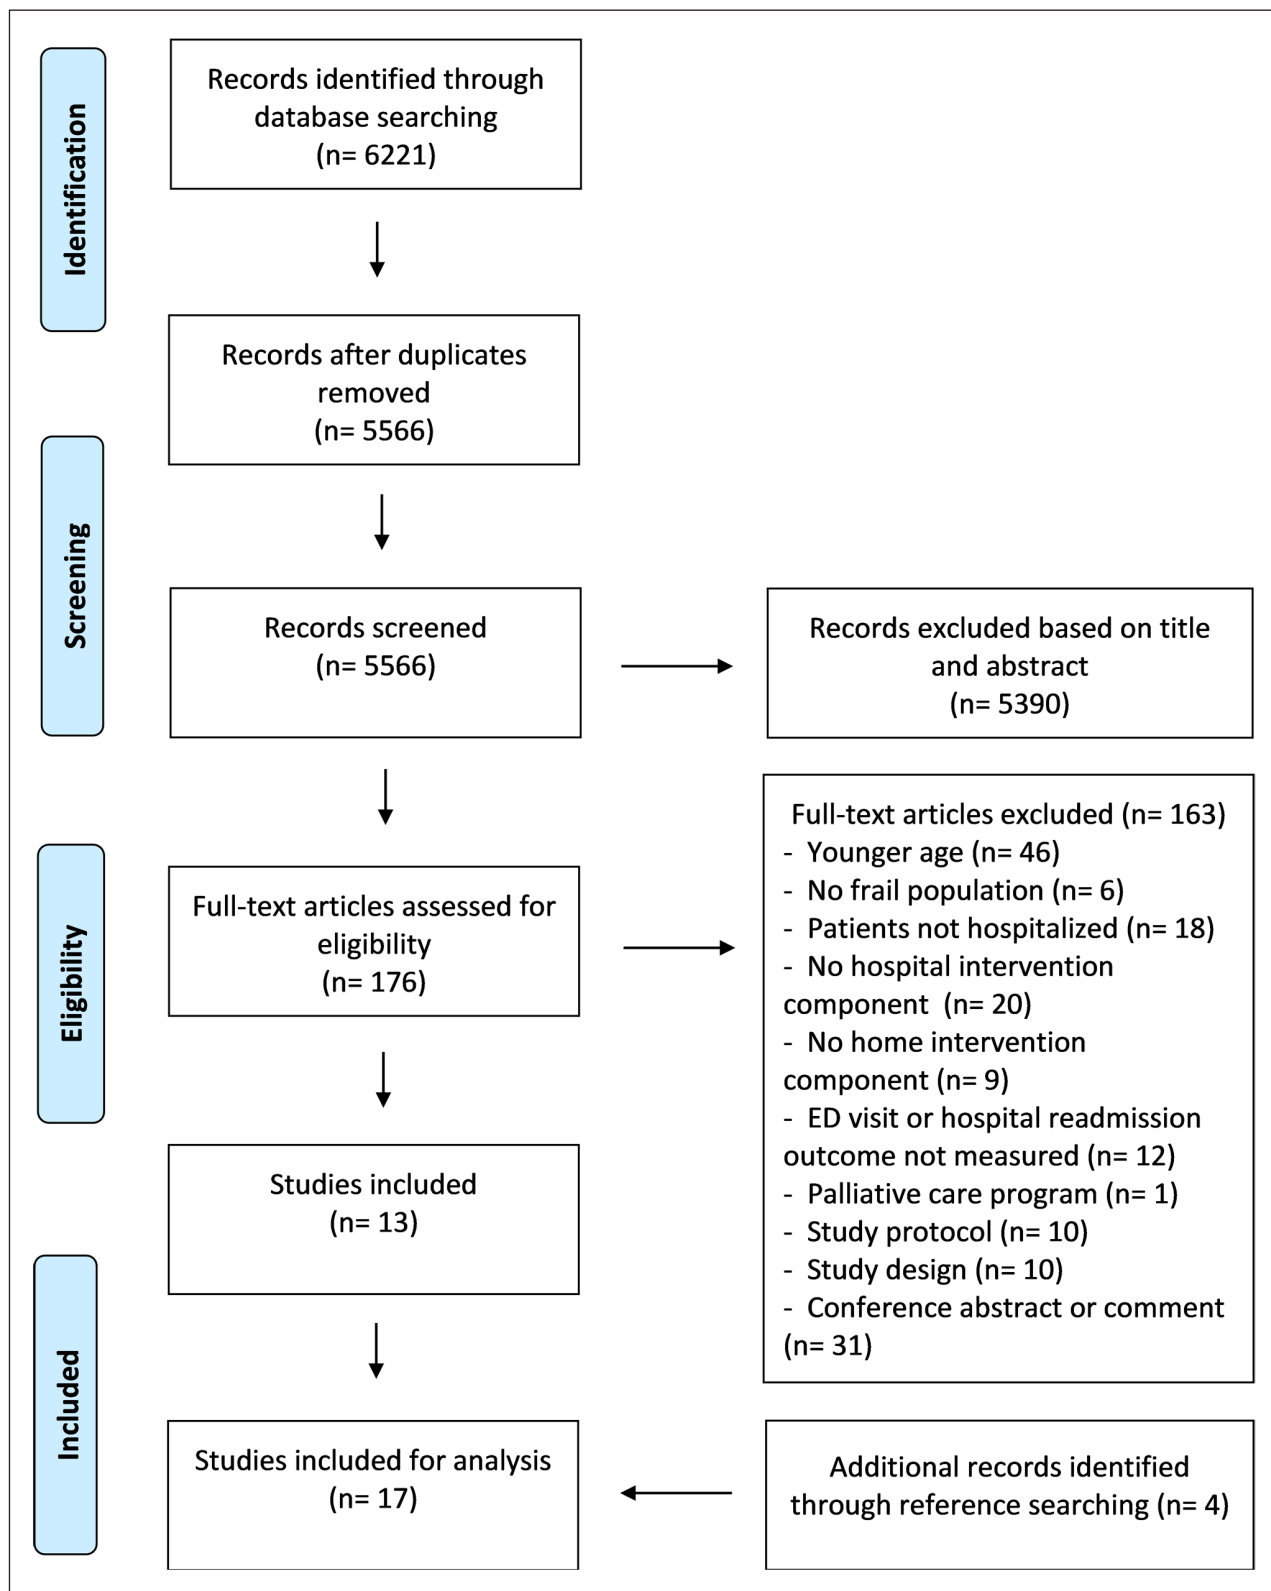 Identification
Records identified through
database searching
(n= 6221)
Records after duplicates
removed
(n= 5566)
Screening
Records screened
(n= 5566)
Records excluded based on title
and abstract
(n= 5390)
Eligibility
Full-text articles assessed for
eligibility
(n= 176)
Full-text articles excluded (n= 163)
- Younger age (n= 46)
- No frail population (n= 6)
- Patients not hospitalized (n= 18)
- No hospital intervention
component (n= 20)
- No home intervention
component (n= 9)
- ED visit or hospital readmission
outcome not measured (n= 12)
- Palliative care program (n= 1)
- Study protocol (n= 10)
- Study design (n= 10)
- Conference abstract or comment
(n= 31)
Studies included
(n= 13)
Included
Studies included for analysis
(n= 17)
Additional records identified
through reference searching (n= 4)